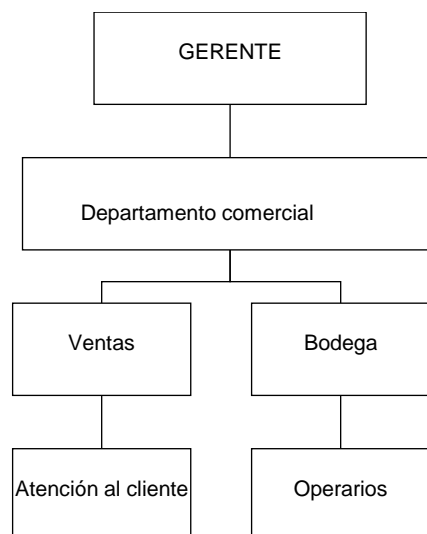 GERENTE
Departamento comercial
Ventas
Bodega
Atención al cliente
Operarios